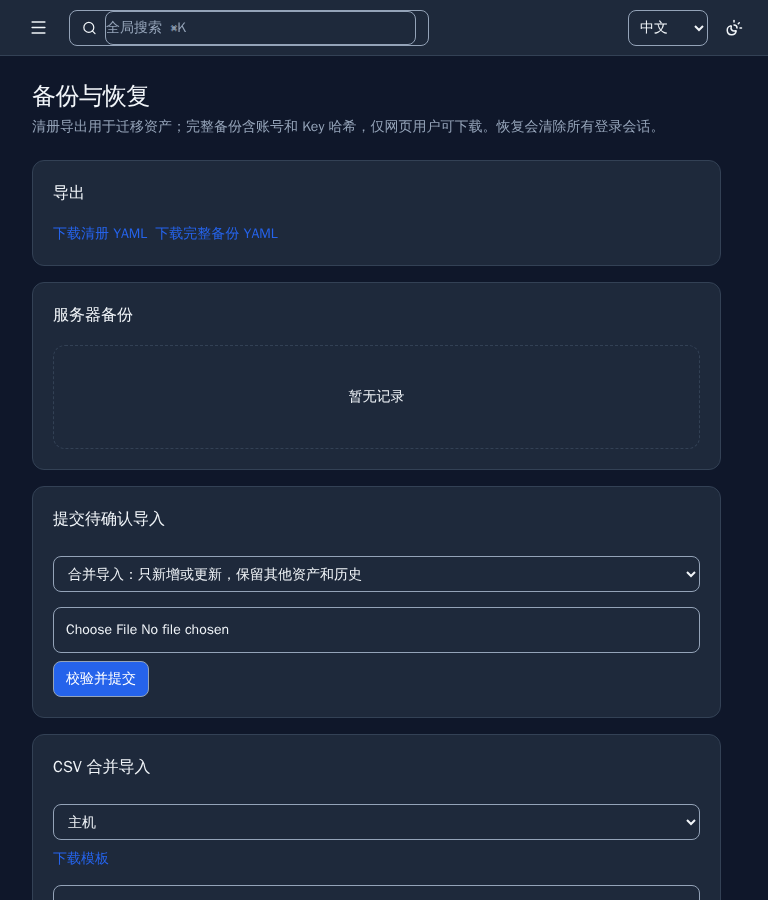 全局搜索 ⌘K
中文
备份与恢复
清册导出用于迁移资产；完整备份含账号和 Key 哈希，仅网页用户可下载。恢复会清除所有登录会话。
导出
下载清册 YAML 下载完整备份 YAML
服务器备份
暂无记录
提交待确认导入
合并导入：只新增或更新，保留其他资产和历史
Choose File No file chosen
校验并提交
CSV 合并导入
主机
下载模板